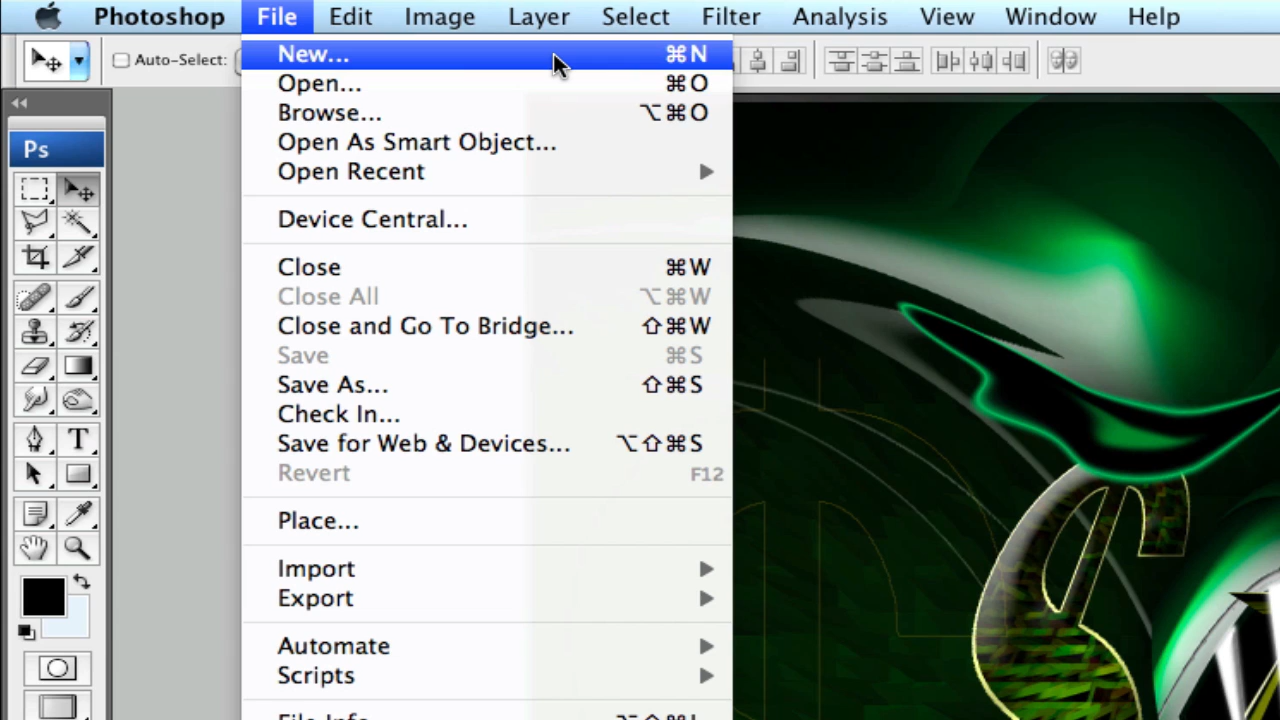 Photoshop File Edit Image Layer Select Filter Analysis View Window Help
Auto-Select:
New... ⌘N
Open... ⌘O
Browse... ⌥⌘O
Open As Smart Object...
Open Recent
Device Central...
Close ⌘W
Close All ⌥⌘W
Close and Go To Bridge... ⇧⌘W
Save ⌘S
Save As... ⇧⌘S
Check In...
Save for Web & Devices... ⌥⇧⌘S
Revert F12
Place...
Import
Export
Automate
Scripts
File Info... ⌥⇧⌘I
Ps
T